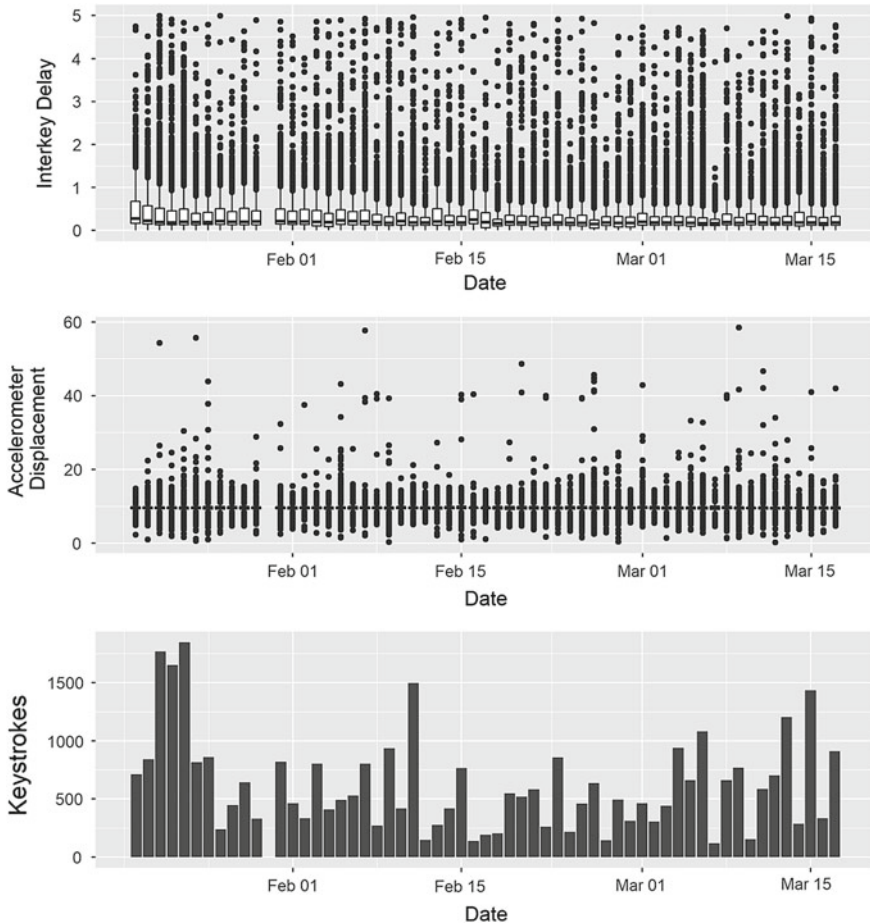 Interkey Delay
5
4
3
2
1
0
Feb 01 Feb 15 Mar 01 Mar 15
Date
Accelerometer
Displacement
60
40
20
0
Feb 01 Feb 15 Mar 01 Mar 15
Date
Keystrokes
1500
1000
500
0
Feb 01 Feb 15 Mar 01 Mar 15
Date